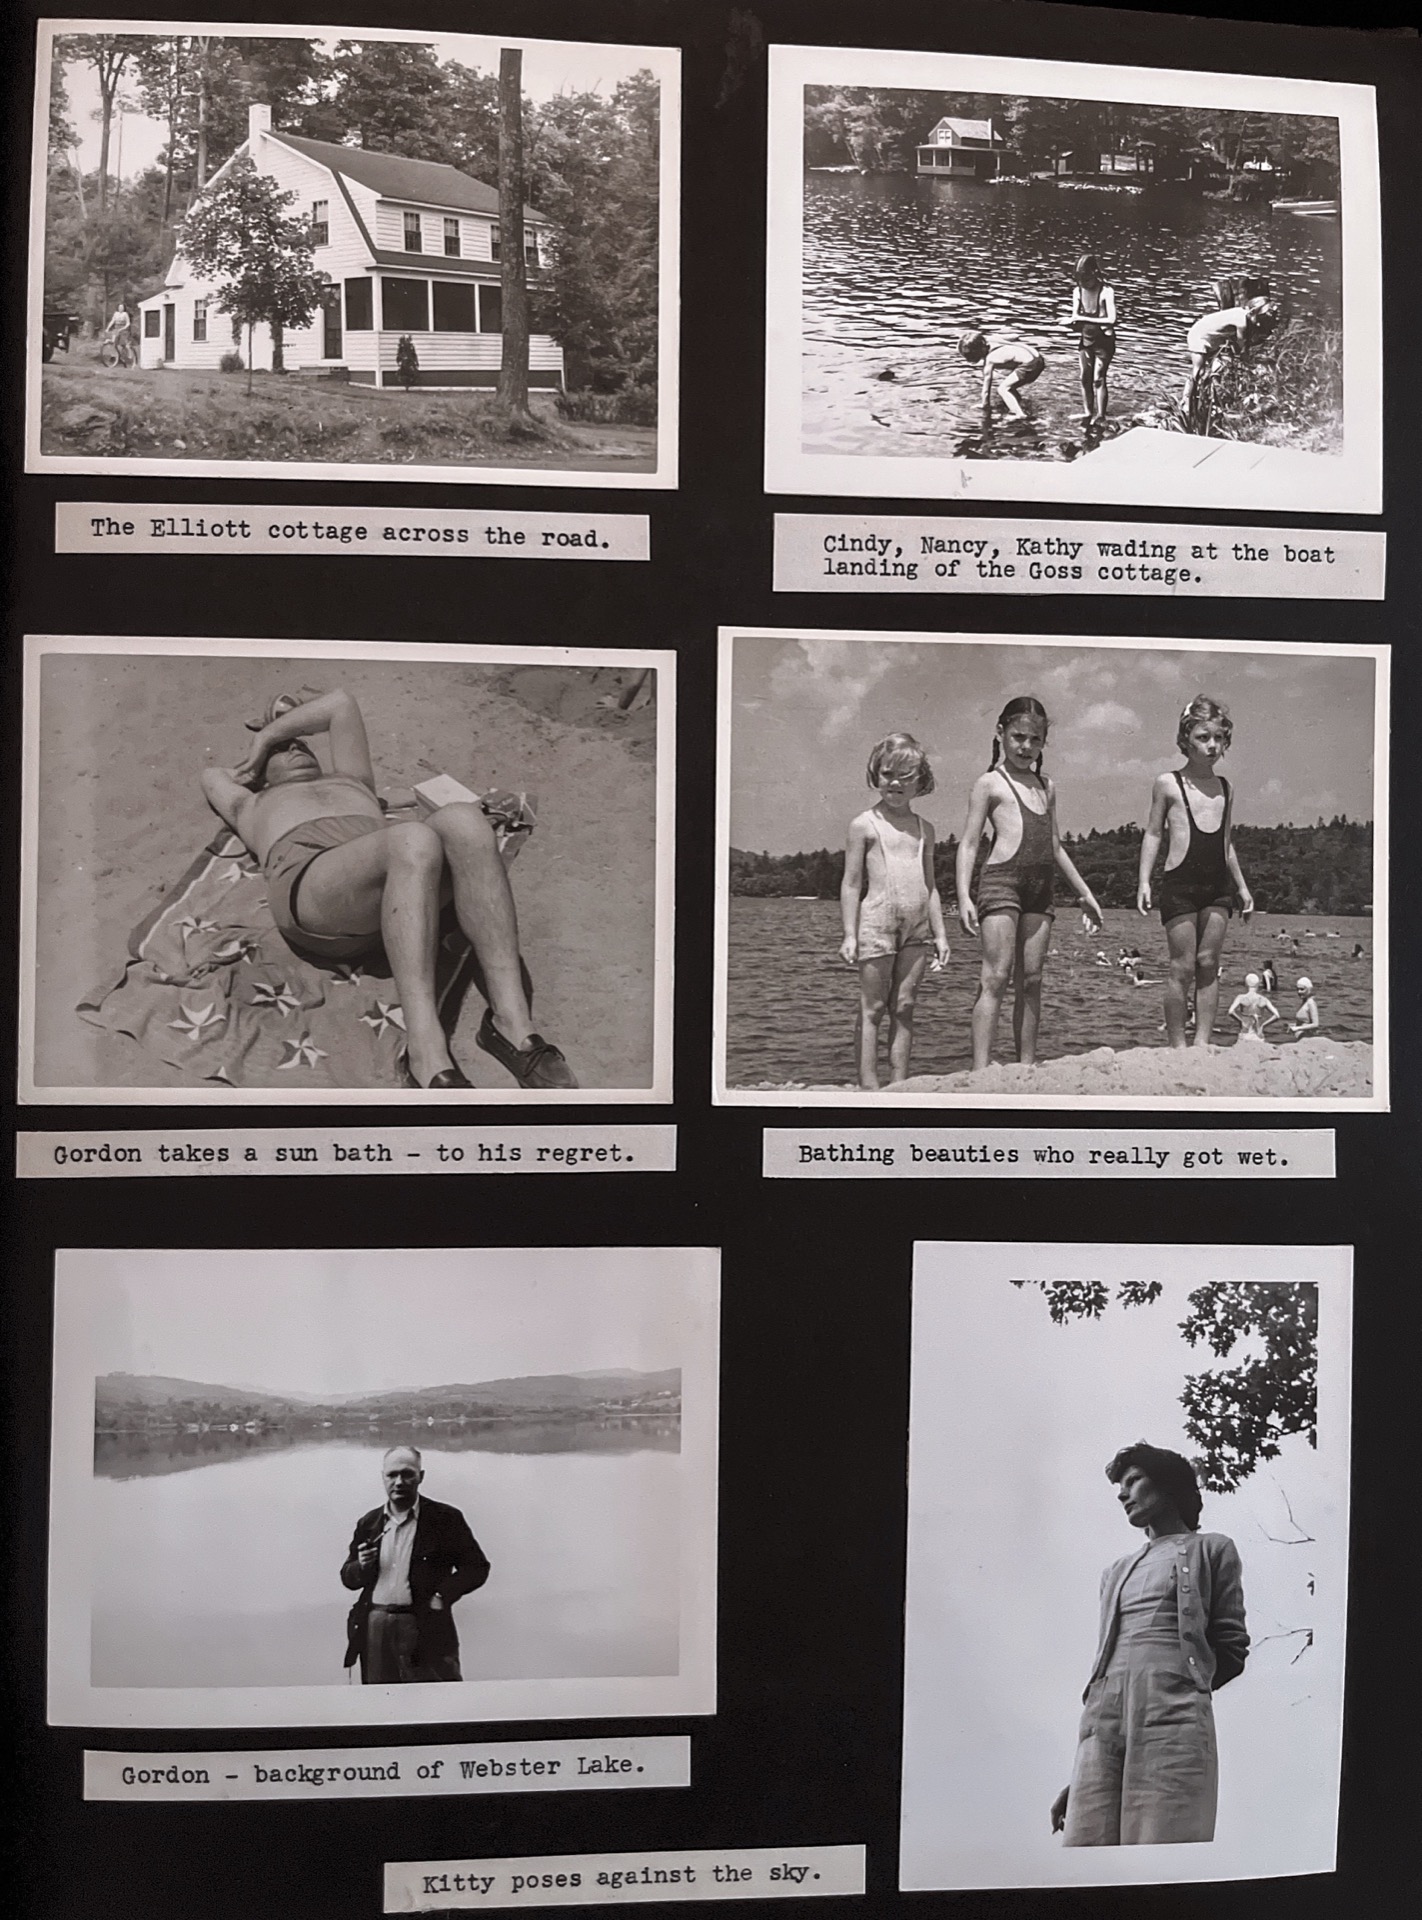 The Elliott cottage across the road.
Cindy, Nancy, Kathy wading at the boat
landing of the Goss cottage.
Gordon takes a sun bath - to his regret.
Bathing beauties who really got wet.
Gordon - background of Webster Lake.
Kitty poses against the sky.